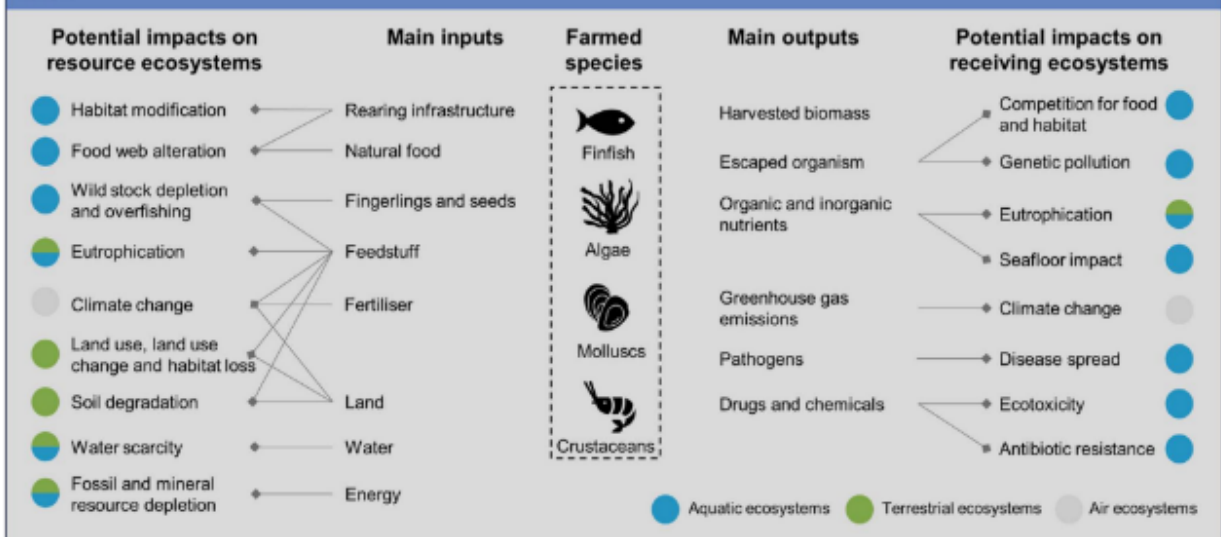 Potential impacts on
resource ecosystems
Main inputs
Farmed
species
Main outputs
Potential impacts on
receiving ecosystems
Habitat modification
Food web alteration
Wild stock depletion
and overfishing
Eutrophication
Climate change
Land use, land use
change and habitat loss
Soil degradation
Water scarcity
Fossil and mineral
resource depletion
Rearing infrastructure
Natural food
Fingerlings and seeds
Feedstuff
Fertiliser
Land
Water
Energy
Finfish
Algae
Molluscs
Crustaceans
Harvested biomass
Escaped organism
Organic and inorganic
nutrients
Greenhouse gas
emissions
Pathogens
Drugs and chemicals
Competition for food
and habitat
Genetic pollution
Eutrophication
Seafloor impact
Climate change
Disease spread
Ecotoxicity
Antibiotic resistance
Aquatic ecosystems
Terrestrial ecosystems
Air ecosystems